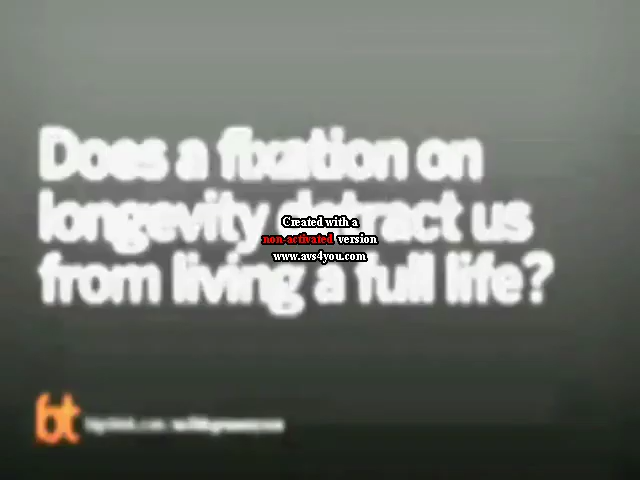 Does a fixation on
longevity detract us
from living a full life?
Created with a
non-activated version
www.avs4you.com
bt